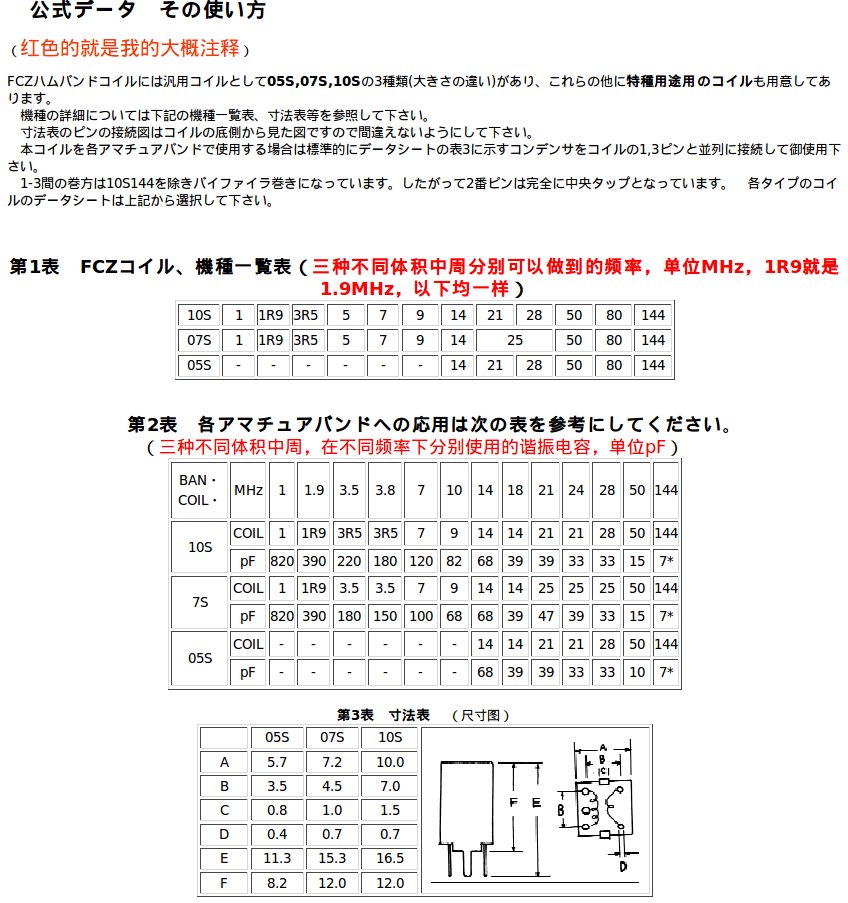 公式データ　その使い方
（红色的就是我的大概注释）
FCZハムバンドコイルには汎用コイルとして05S,07S,10Sの3種類(大きさの違い)があり、これらの他に特種用途用のコイルも用意してあ
ります。
機種の詳細については下記の機種一覧表、寸法表等を参照して下さい。
寸法表のピンの接続図はコイルの底側から見た図ですので間違えないようにして下さい。
本コイルを各アマチュアバンドで使用する場合は標準的にデータシートの表3に示すコンデンサをコイルの1,3ピンと並列に接続して御使用下
さい。
1-3間の巻方は10S144を除きバイファイラ巻きになっています。したがって2番ピンは完全に中央タップとなっています。　各タイプのコイ
ルのデータシートは上記から選択して下さい。
第1表　FCZコイル、機種一覧表（三种不同体积中周分别可以做到的频率，单位MHz，1R9就是
1.9MHz，以下均一样）
10S 1 1R9 3R5 5 7 9 14 21 28 50 80 144
07S 1 1R9 3R5 5 7 9 14 25 50 80 144
05S - - - - - - 14 21 28 50 80 144
第2表　各アマチュアバンドへの応用は次の表を参考にしてください。
（三种不同体积中周，在不同频率下分别使用的谐振电容，单位pF）
BAN・
COIL・ MHz 1 1.9 3.5 3.8 7 10 14 18 21 24 28 50 144
10S COIL 1 1R9 3R5 3R5 7 9 14 14 21 21 28 50 144
pF 820 390 220 180 120 82 68 39 39 33 33 15 7*
7S COIL 1 1R9 3.5 3.5 7 9 14 14 25 25 25 50 144
pF 820 390 180 150 100 68 68 39 47 39 33 15 7*
05S COIL - - - - - - 14 14 21 21 28 50 144
pF - - - - - - 68 39 39 33 33 10 7*
第3表　寸法表　（尺寸图）
05S 07S 10S
A 5.7 7.2 10.0
B 3.5 4.5 7.0
C 0.8 1.0 1.5
D 0.4 0.7 0.7
E 11.3 15.3 16.5
F 8.2 12.0 12.0
A
B
C
F E B
D